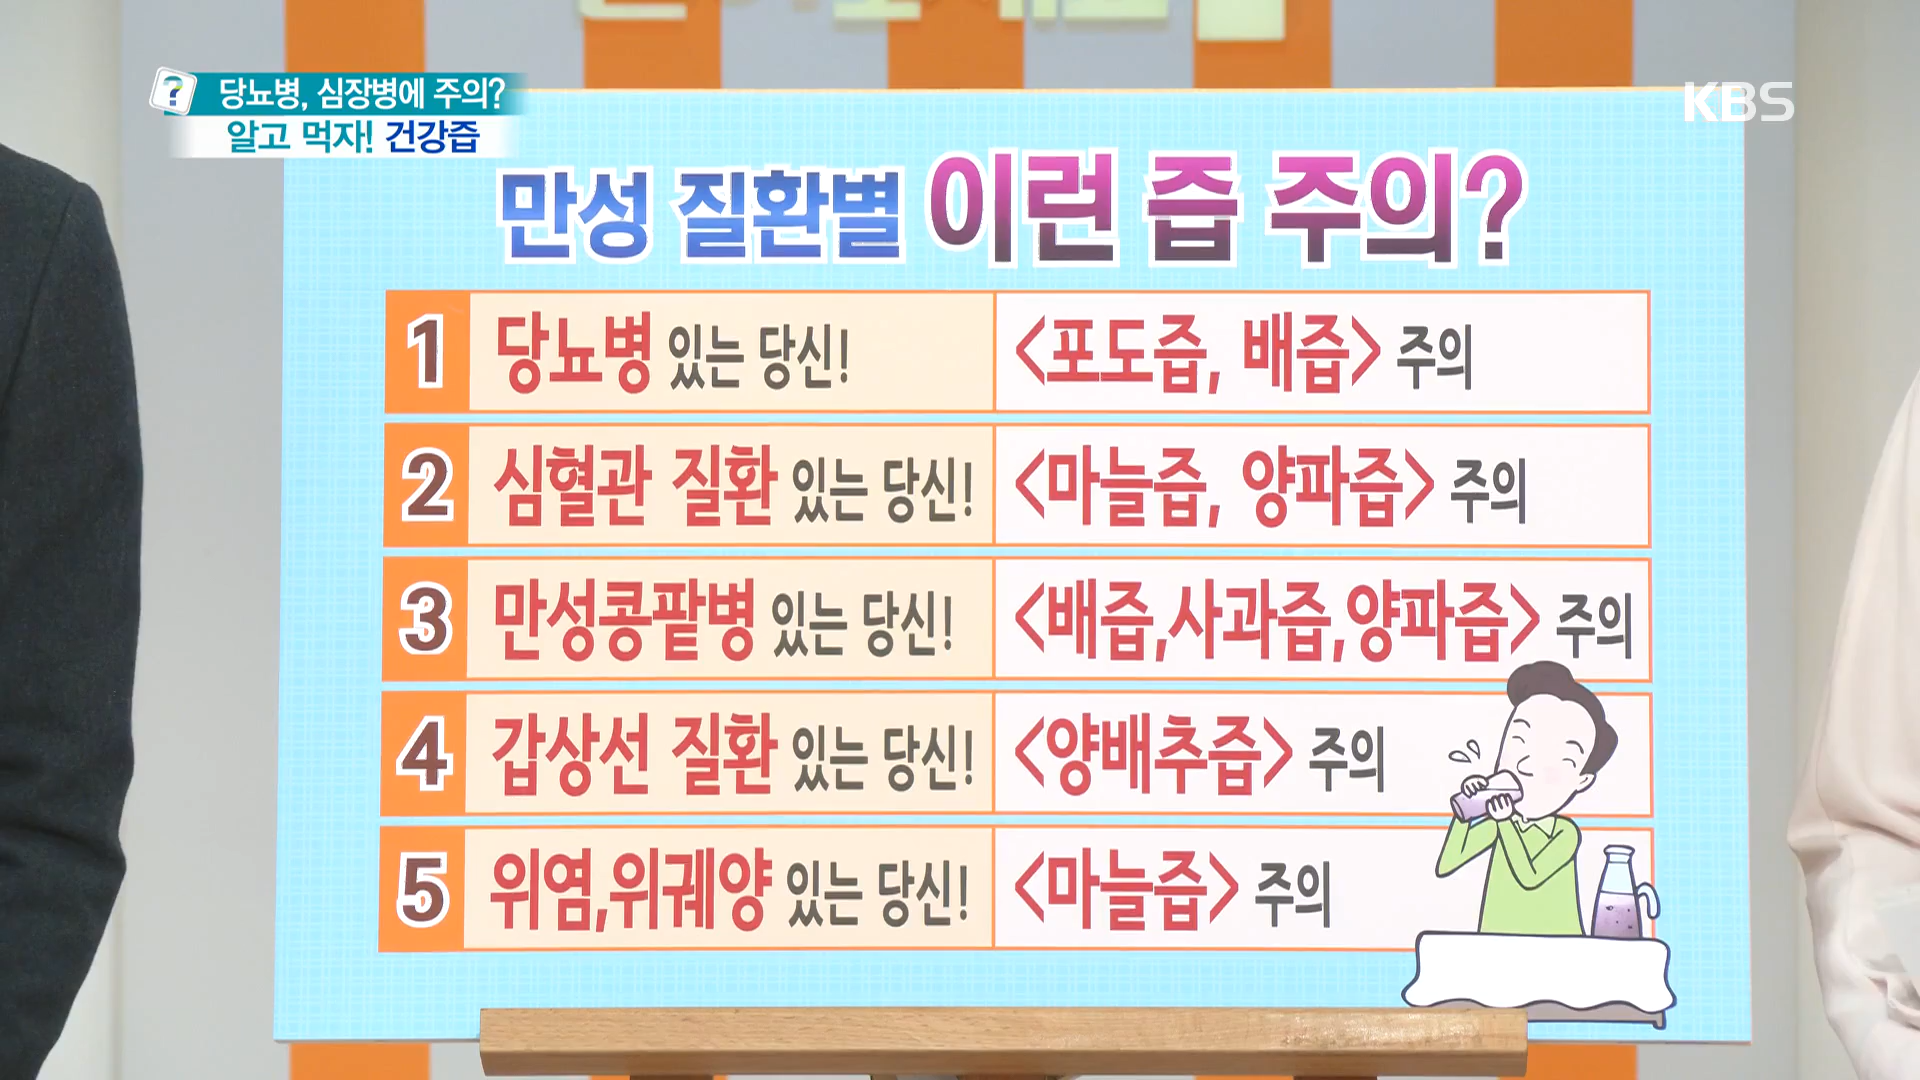 당뇨병, 심장병에 주의?
알고 먹자! 건강즙
KBS
만성 질환별 이런 즙 주의?
1 당뇨병 있는 당신! <포도즙, 배즙> 주의
2 심혈관 질환 있는 당신! <마늘즙, 양파즙> 주의
3 만성콩팥병 있는 당신! <배즙,사과즙,양파즙> 주의
4 갑상선 질환 있는 당신! <양배추즙> 주의
5 위염,위궤양 있는 당신! <마늘즙> 주의